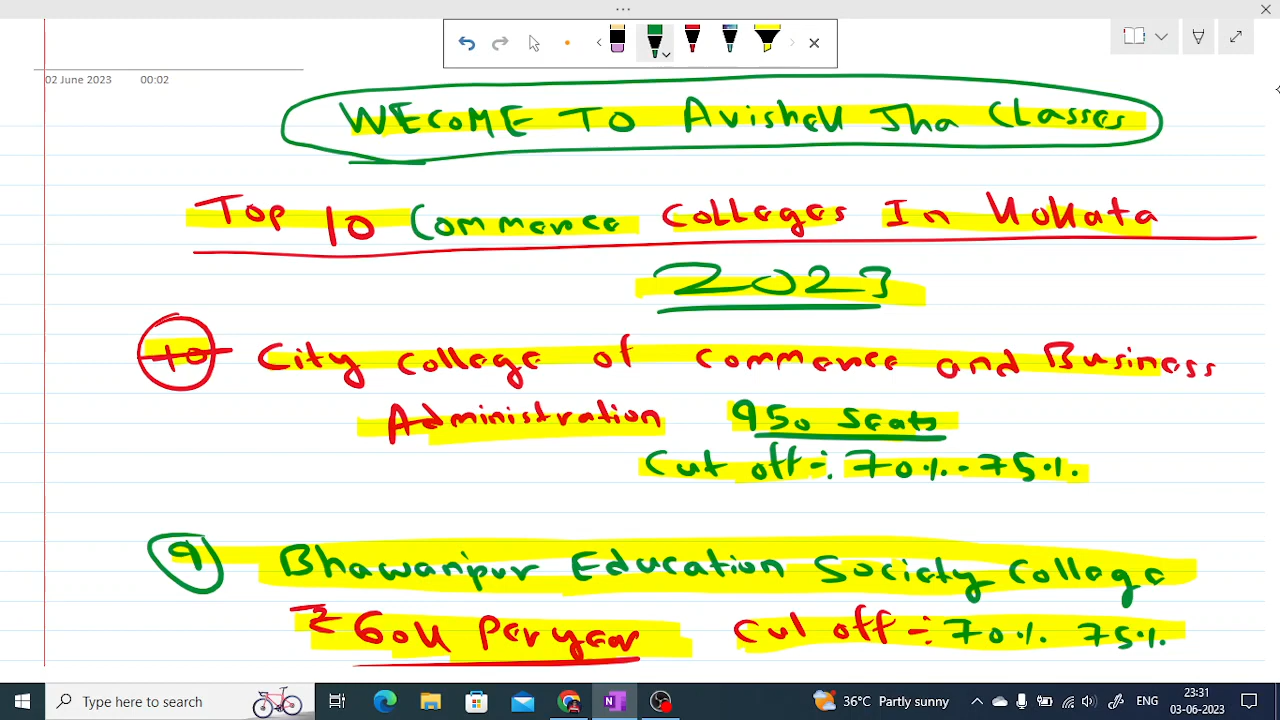 02 June 2023 00:02
WECOME TO Avishek Jha Classes
Top 10 Commerce Colleges In Kolkata
2023
10 City College of Commerce and Business
Administration 950 Seats
Cut off -: 70% - 75%.
9 Bhawanipur Education Society College
₹ 60k Per year Cut off -: 70% 75%.
Type here to search
36°C Partly sunny
ENG
23:31
03-06-2023